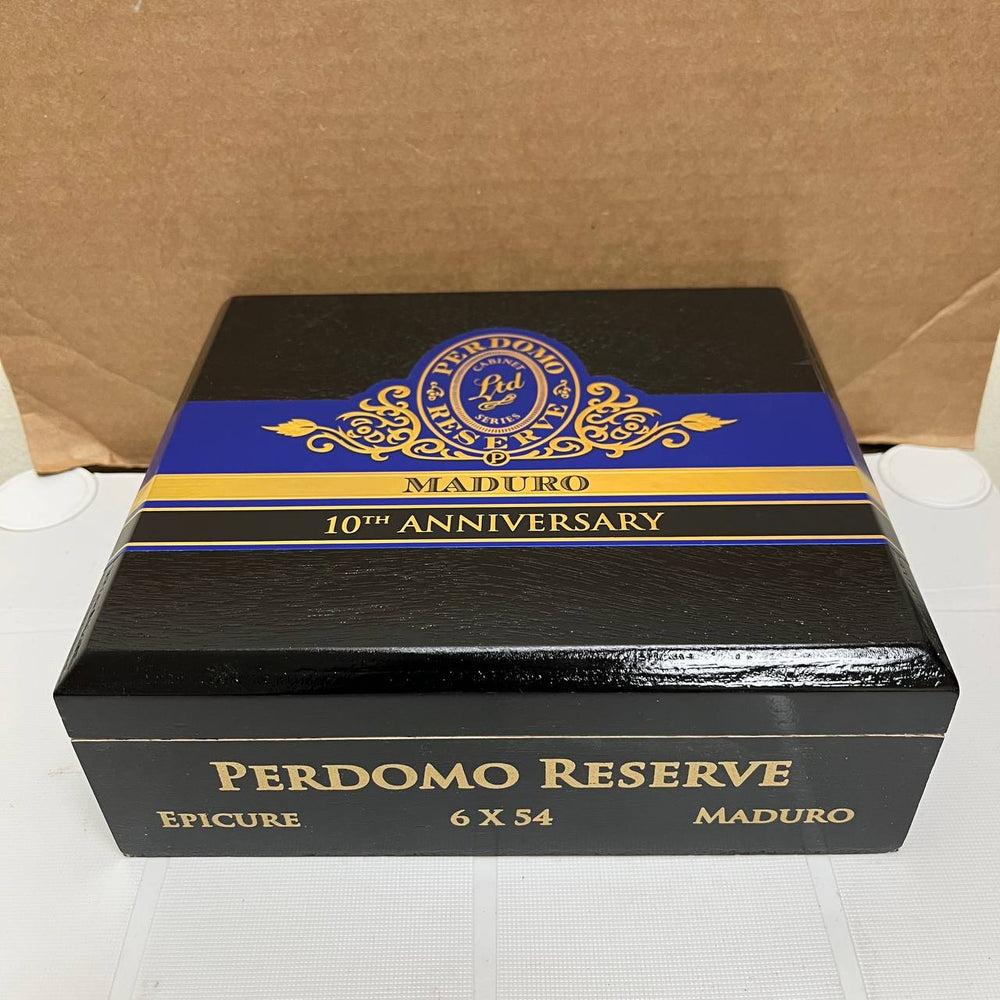 PERDOMO
CABINET
Ltd
SERIES
RESERVE
P
MADURO
10TH ANNIVERSARY
PERDOMO RESERVE
EPICURE 6 X 54 MADURO